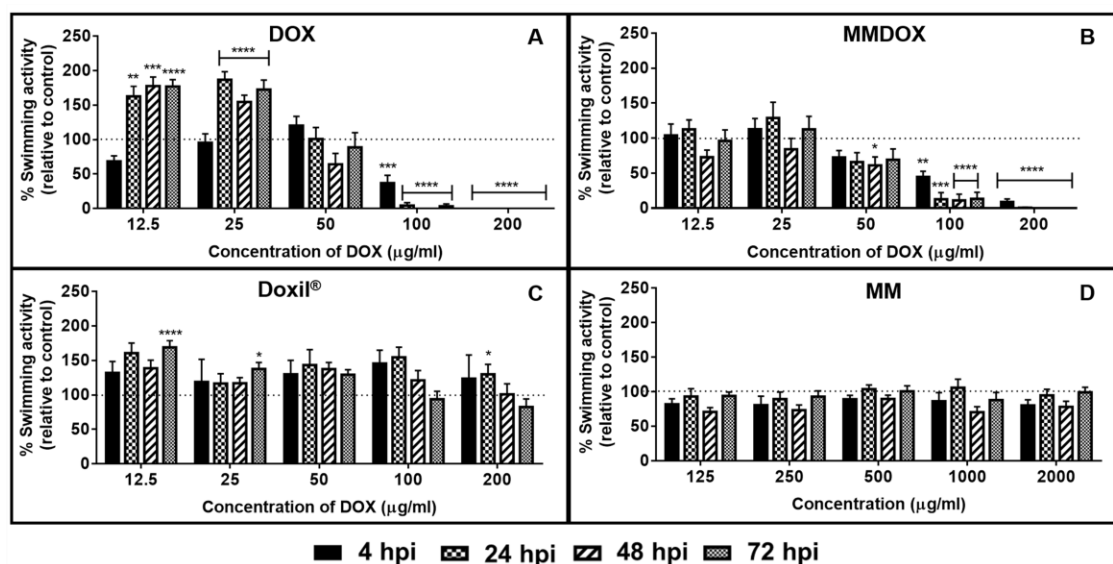 DOX
A
% Swimming activity
(relative to control)
250
200
150
100
50
0
** *** **** **** *** **** ****
12.5 25 50 100 200
Concentration of DOX (μg/ml)
MMDOX
B
% Swimming activity
(relative to control)
250
200
150
100
50
0
* ** *** **** ****
12.5 25 50 100 200
Concentration of DOX (μg/ml)
Doxil®
C
% Swimming activity
(relative to control)
250
200
150
100
50
0
**** * *
12.5 25 50 100 200
Concentration of DOX (μg/ml)
MM
D
% Swimming activity
(relative to control)
250
200
150
100
50
0
125 250 500 1000 2000
Concentration (μg/ml)
4 hpi 24 hpi 48 hpi 72 hpi